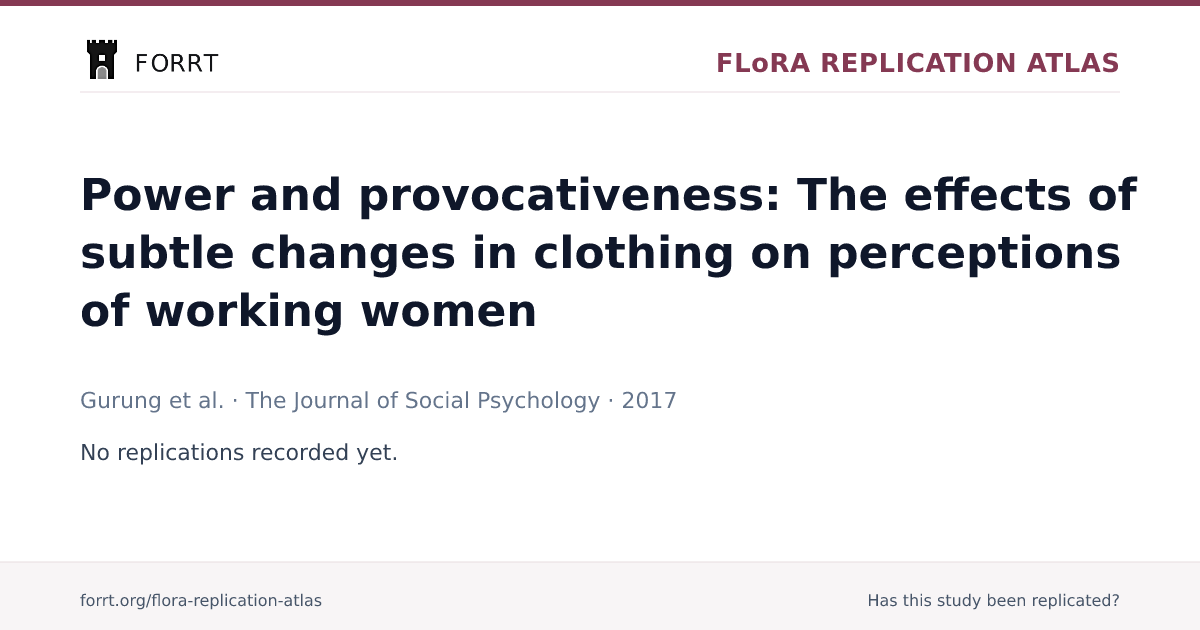 FORRT
FLoRA REPLICATION ATLAS
Power and provocativeness: The effects of
subtle changes in clothing on perceptions
of working women
Gurung et al. · The Journal of Social Psychology · 2017
No replications recorded yet.
forrt.org/flora-replication-atlas
Has this study been replicated?